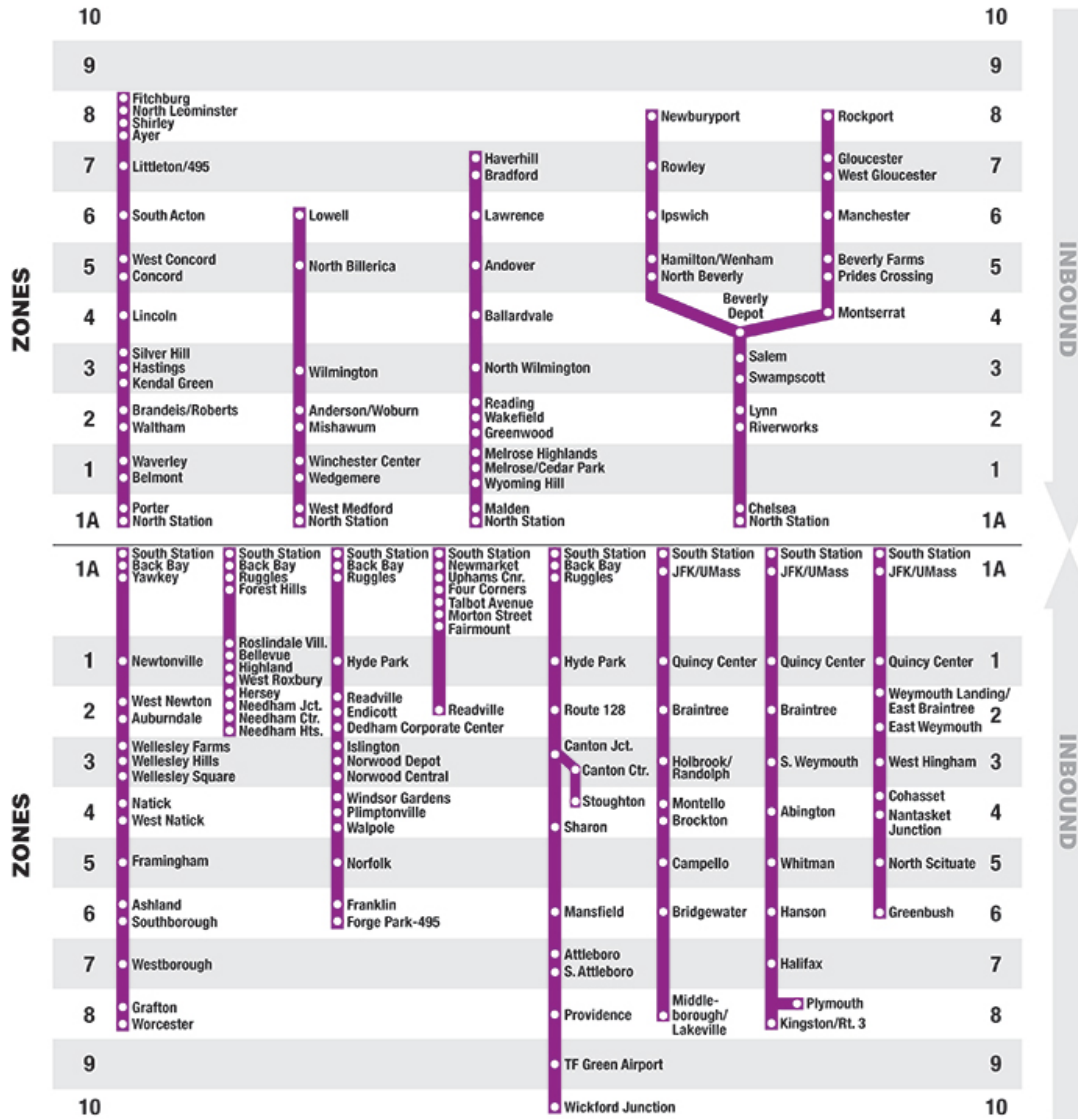 10 10
9 9
Fitchburg
North Leominster
8 Shirley Newburyport Rockport 8
Ayer
Haverhill Gloucester
7 Littleton/495 Bradford Rowley West Gloucester 7
6 South Acton Lowell Lawrence Ipswich Manchester 6
West Concord Hamilton/Wenham Beverly Farms
5 Concord North Billerica Andover North Beverly Prides Crossing 5
Beverly
Depot
4 Lincoln Ballardvale Montserrat 4
Silver Hill Salem
3 Hastings Wilmington North Wilmington Swampscott 3
Kendal Green
Reading
Brandeis/Roberts Anderson/Woburn Wakefield Lynn
2 Waltham Mishawum Greenwood Riverworks 2
Melrose Highlands
Waverley Winchester Center Melrose/Cedar Park
1 Belmont Wedgemere Wyoming Hill 1
Porter West Medford Malden Chelsea
1A North Station North Station North Station North Station 1A
ZONES
INBOUND
South Station South Station South Station South Station South Station South Station South Station South Station
1A Back Bay Back Bay Back Bay Newmarket Back Bay JFK/UMass JFK/UMass JFK/UMass 1A
Yawkey Ruggles Ruggles Uphams Cnr. Ruggles
Forest Hills Four Corners
Talbot Avenue
Morton Street
Fairmount
Roslindale Vill.
Bellevue
1 Newtonville Highland Hyde Park Hyde Park Quincy Center Quincy Center Quincy Center 1
West Roxbury
West Newton Hersey Readville Weymouth Landing/
2 Auburndale Needham Jct. Endicott Readville Route 128 Braintree Braintree East Braintree 2
Needham Ctr. Dedham Corporate Center East Weymouth
Needham Hts.
Wellesley Farms Islington Canton Jct.
3 Wellesley Hills Norwood Depot Canton Ctr. Holbrook/ S. Weymouth West Hingham 3
Wellesley Square Norwood Central Randolph
Natick Windsor Gardens Stoughton Montello Cohasset
4 West Natick Plimptonville Brockton Abington Nantasket 4
Walpole Sharon Junction
5 Framingham Norfolk Campello Whitman North Scituate 5
Ashland Franklin
6 Southborough Forge Park-495 Mansfield Bridgewater Hanson Greenbush 6
Attleboro
7 Westborough S. Attleboro Halifax 7
Grafton Middle- Plymouth
8 Worcester Providence borough/ Kingston/Rt. 3 8
Lakeville
9 TF Green Airport 9
10 Wickford Junction 10
ZONES
INBOUND